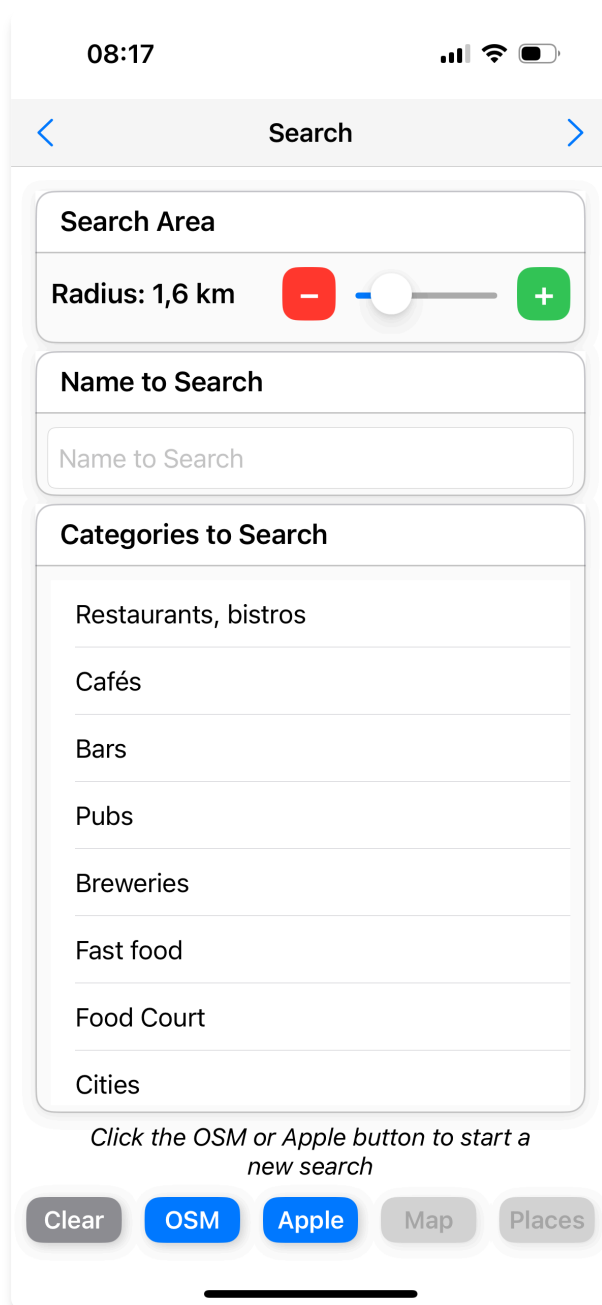 08:17
Search
Search Area
Radius: 1,6 km
Name to Search
Name to Search
Categories to Search
Restaurants, bistros
Cafés
Bars
Pubs
Breweries
Fast food
Food Court
Cities
Click the OSM or Apple button to start a
new search
Clear OSM Apple Map Places